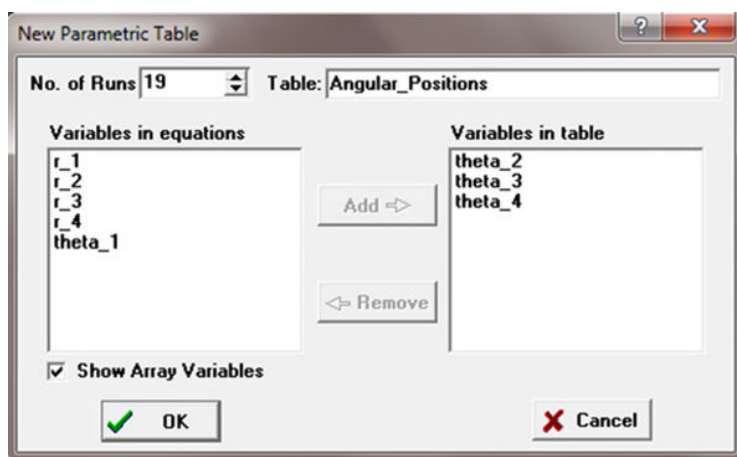 New Parametric Table
No. of Runs 19 Table: Angular_Positions
Variables in equations
r_1
r_2
r_3
r_4
theta_1
Add
Remove
Variables in table
theta_2
theta_3
theta_4
Show Array Variables
OK
Cancel